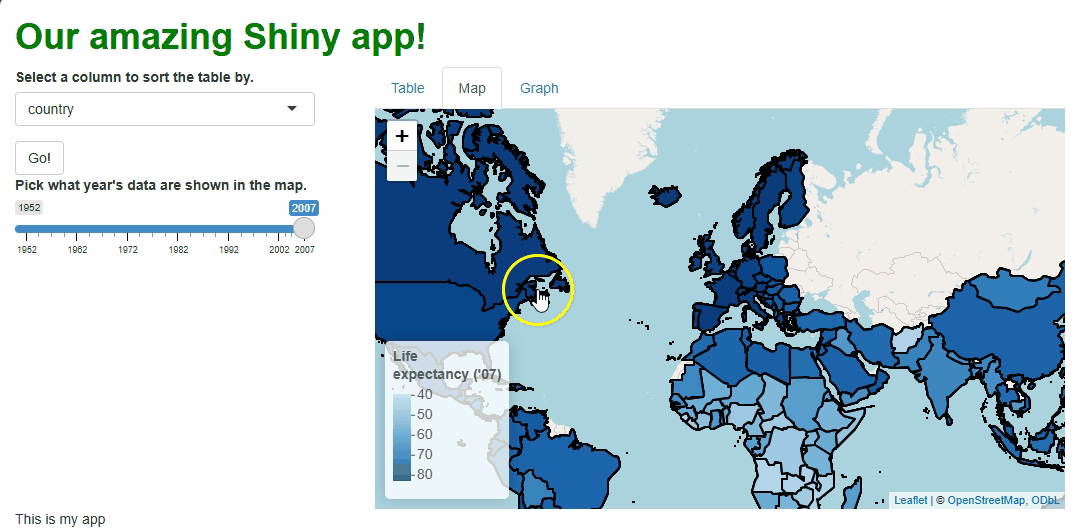 Our amazing Shiny app!
Select a column to sort the table by.
country
Go!
Pick what year's data are shown in the map.
1952 2007
1952 1962 1972 1982 1992 2002 2007
This is my app
Table Map Graph
+
−
Life
expectancy ('07)
40
50
60
70
80
Leaflet | © OpenStreetMap, ODbL